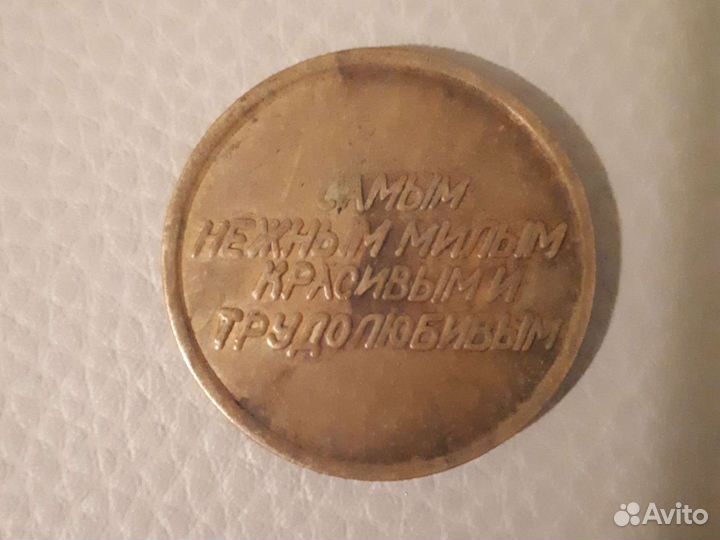 САМЫМ
НЕЖНЫМ МИЛЫМ
КРАСИВЫМ И
ТРУДОЛЮБИВЫМ
Avito